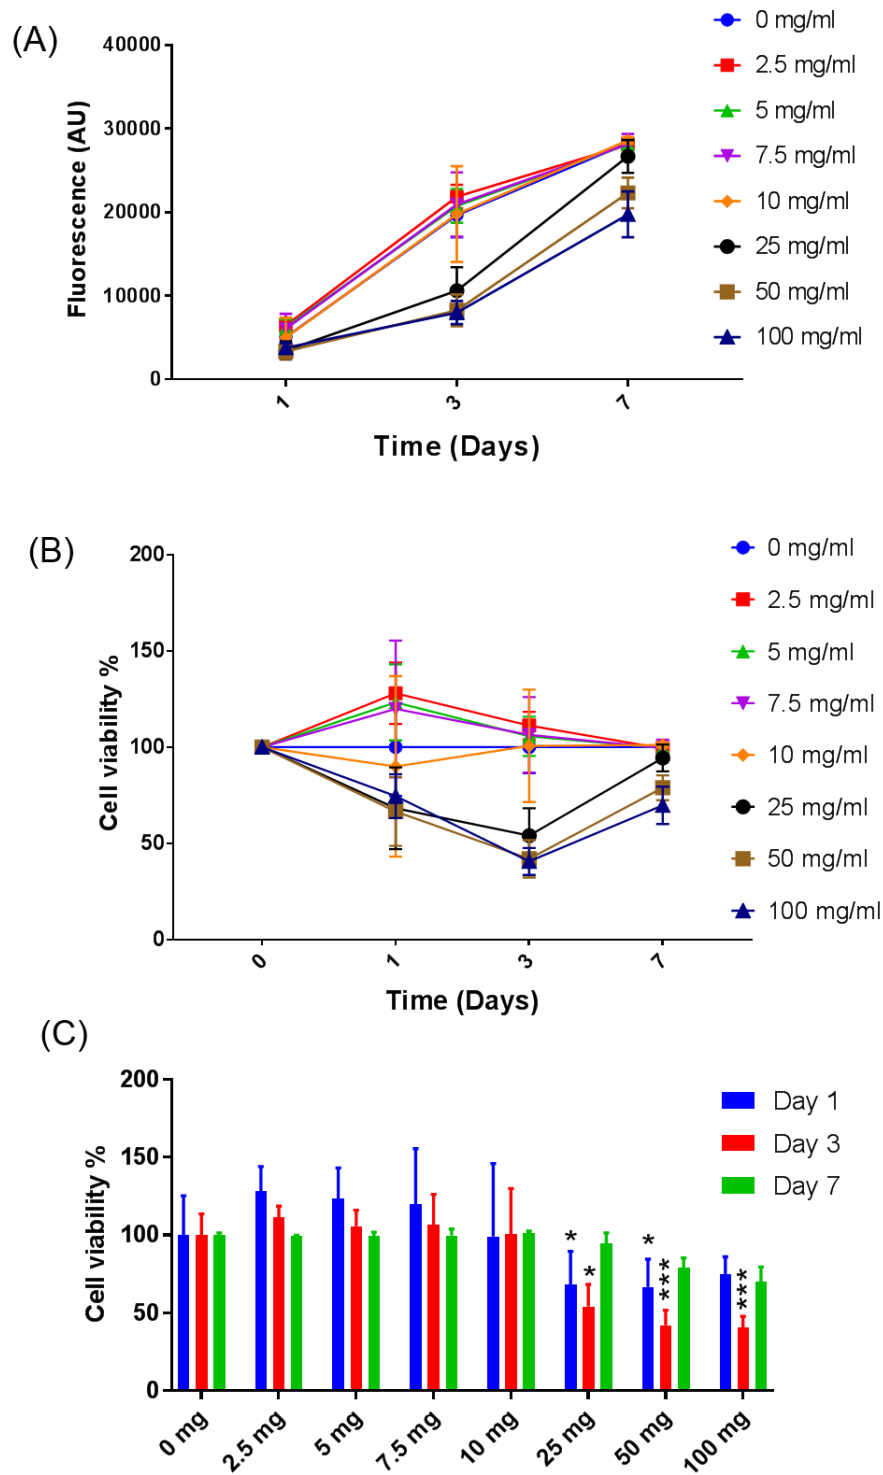 (A)
Fluorescence (AU)
40000
30000
20000
10000
0
1
3
7
Time (Days)
0 mg/ml
2.5 mg/ml
5 mg/ml
7.5 mg/ml
10 mg/ml
25 mg/ml
50 mg/ml
100 mg/ml
(B)
Cell viability %
200
150
100
50
0
0
1
3
7
Time (Days)
0 mg/ml
2.5 mg/ml
5 mg/ml
7.5 mg/ml
10 mg/ml
25 mg/ml
50 mg/ml
100 mg/ml
(C)
Cell viability %
200
150
100
50
0
* * * *** ***
0 mg
2.5 mg
5 mg
7.5 mg
10 mg
25 mg
50 mg
100 mg
Day 1
Day 3
Day 7